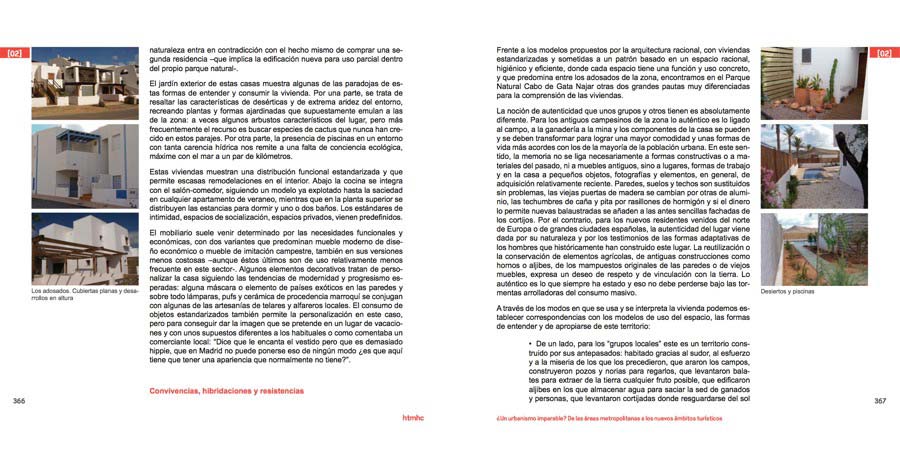 [02]
naturaleza entra en contradicción con el hecho mismo de comprar una se-
gunda residencia –que implica la edificación nueva para uso parcial dentro
del propio parque natural-.
El jardín exterior de estas casas muestra algunas de las paradojas de es-
tas formas de entender y consumir la vivienda. Por una parte, se trata de
resaltar las características de desérticas y de extrema aridez del entorno,
recreando plantas y formas ajardinadas que supuestamente emulan a las
de la zona: a veces algunos arbustos característicos del lugar, pero más
frecuentemente el recurso es buscar especies de cactus que nunca han cre-
cido en estos parajes. Por otra parte, la presencia de piscinas en un entorno
con tanta carencia hídrica nos remite a una falta de conciencia ecológica,
máxime con el mar a un par de kilómetros.
Estas viviendas muestran una distribución funcional estandarizada y que
permite escasas remodelaciones en el interior. Abajo la cocina se integra
con el salón-comedor, siguiendo un modelo ya explotado hasta la saciedad
en cualquier apartamento de veraneo, mientras que en la planta superior se
distribuyen las estancias para dormir y uno o dos baños. Los estándares de
intimidad, espacios de socialización, espacios privados, vienen predefinidos.
El mobiliario suele venir determinado por las necesidades funcionales y
económicas, con dos variantes que predominan mueble moderno de dise-
ño económico o mueble de imitación campestre, también en sus versiones
menos costosas –aunque éstos últimos son de uso relativamente menos
frecuente en este sector-. Algunos elementos decorativos tratan de perso-
nalizar la casa siguiendo las tendencias de modernidad y progresismo es-
peradas: alguna máscara o elemento de países exóticos en las paredes y
sobre todo lámparas, pufs y cerámica de procedencia marroquí se conjugan
con algunas de las artesanías de telares y alfareros locales. El consumo de
objetos estandarizados también permite la personalización en este caso,
pero para conseguir dar la imagen que se pretende en un lugar de vacacio-
nes y con unos supuestos diferentes a los habituales o como comentaba un
comerciante local: “Dice que le encanta el vestido pero que es demasiado
hippie, que en Madrid no puede ponerse eso de ningún modo ¿es que aquí
tiene que tener una apariencia que normalmente no tiene?”.
Convivencias, hibridaciones y resistencias
Los adosados. Cubiertas planas y desa-
rrollos en altura
366
htmhc
Frente a los modelos propuestos por la arquitectura racional, con viviendas
estandarizadas y sometidas a un patrón basado en un espacio racional,
higiénico y eficiente, donde cada espacio tiene una función y uso concreto,
y que predomina entre los adosados de la zona, encontramos en el Parque
Natural Cabo de Gata Najar otras dos grandes pautas muy diferenciadas
para la comprensión de las viviendas.
La noción de autenticidad que unos grupos y otros tienen es absolutamente
diferente. Para los antiguos campesinos de la zona lo auténtico es lo ligado
al campo, a la ganadería a la mina y los componentes de la casa se pueden
y se deben transformar para lograr una mayor comodidad y unas formas de
vida más acordes con los de la mayoría de la población urbana. En este sen-
tido, la memoria no se liga necesariamente a formas constructivas o a ma-
teriales del pasado, ni a muebles antiguos, sino a lugares, formas de trabajo
y en la casa a pequeños objetos, fotografías y elementos, en general, de
adquisición relativamente reciente. Paredes, suelos y techos son sustituidos
sin problemas, las viejas puertas de madera se cambian por otras de alumi-
nio, las techumbres de caña y pita por rasillones de hormigón y si el dinero
lo permite nuevas balaustradas se añaden a las antes sencillas fachadas de
los cortijos. Por el contrario, para los nuevos residentes venidos del norte
de Europa o de grandes ciudades españolas, la autenticidad del lugar viene
dada por su naturaleza y por los testimonios de las formas adaptativas de
los hombres que históricamente han construido este lugar. La reutilización o
la conservación de elementos agrícolas, de antiguas construcciones como
hornos o aljibes, de los mampuestos originales de las paredes o de viejos
muebles, expresa un deseo de respeto y de vinculación con la tierra. Lo
auténtico es lo que siempre ha estado y eso no debe perderse bajo las tor-
mentas arrolladoras del consumo masivo.
A través de los modos en que se usa y se interpreta la vivienda podemos es-
tablecer correspondencias con los modelos de uso del espacio, las formas
de entender y de apropiarse de este territorio:
• De un lado, para los “grupos locales” este es un territorio cons-
truido por sus antepasados: habitado gracias al sudor, al esfuerzo
y a la miseria de los que les precedieron, que araron los campos,
construyeron pozos y norias para regarlos, que levantaron bala-
tes para extraer de la tierra cualquier fruto posible, que edificaron
aljibes en los que almacenar agua para saciar la sed de ganados
y personas, que levantaron cortijadas donde resguardarse del sol
¿Un urbanismo imparable? De las áreas metropolitanas a los nuevos ámbitos turísticos
[02]
Desiertos y piscinas
367